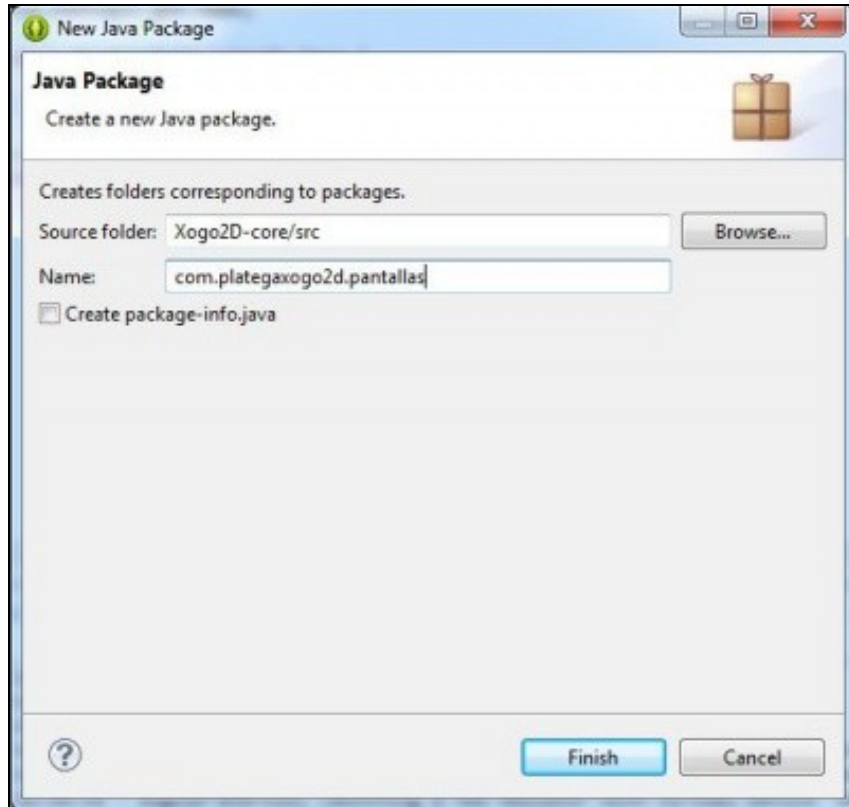 New Java Package
Java Package
Create a new Java package.
Creates folders corresponding to packages.
Source folder: Xogo2D-core/src Browse...
Name: com.plategaxogo2d.pantallas
Create package-info.java
? Finish Cancel